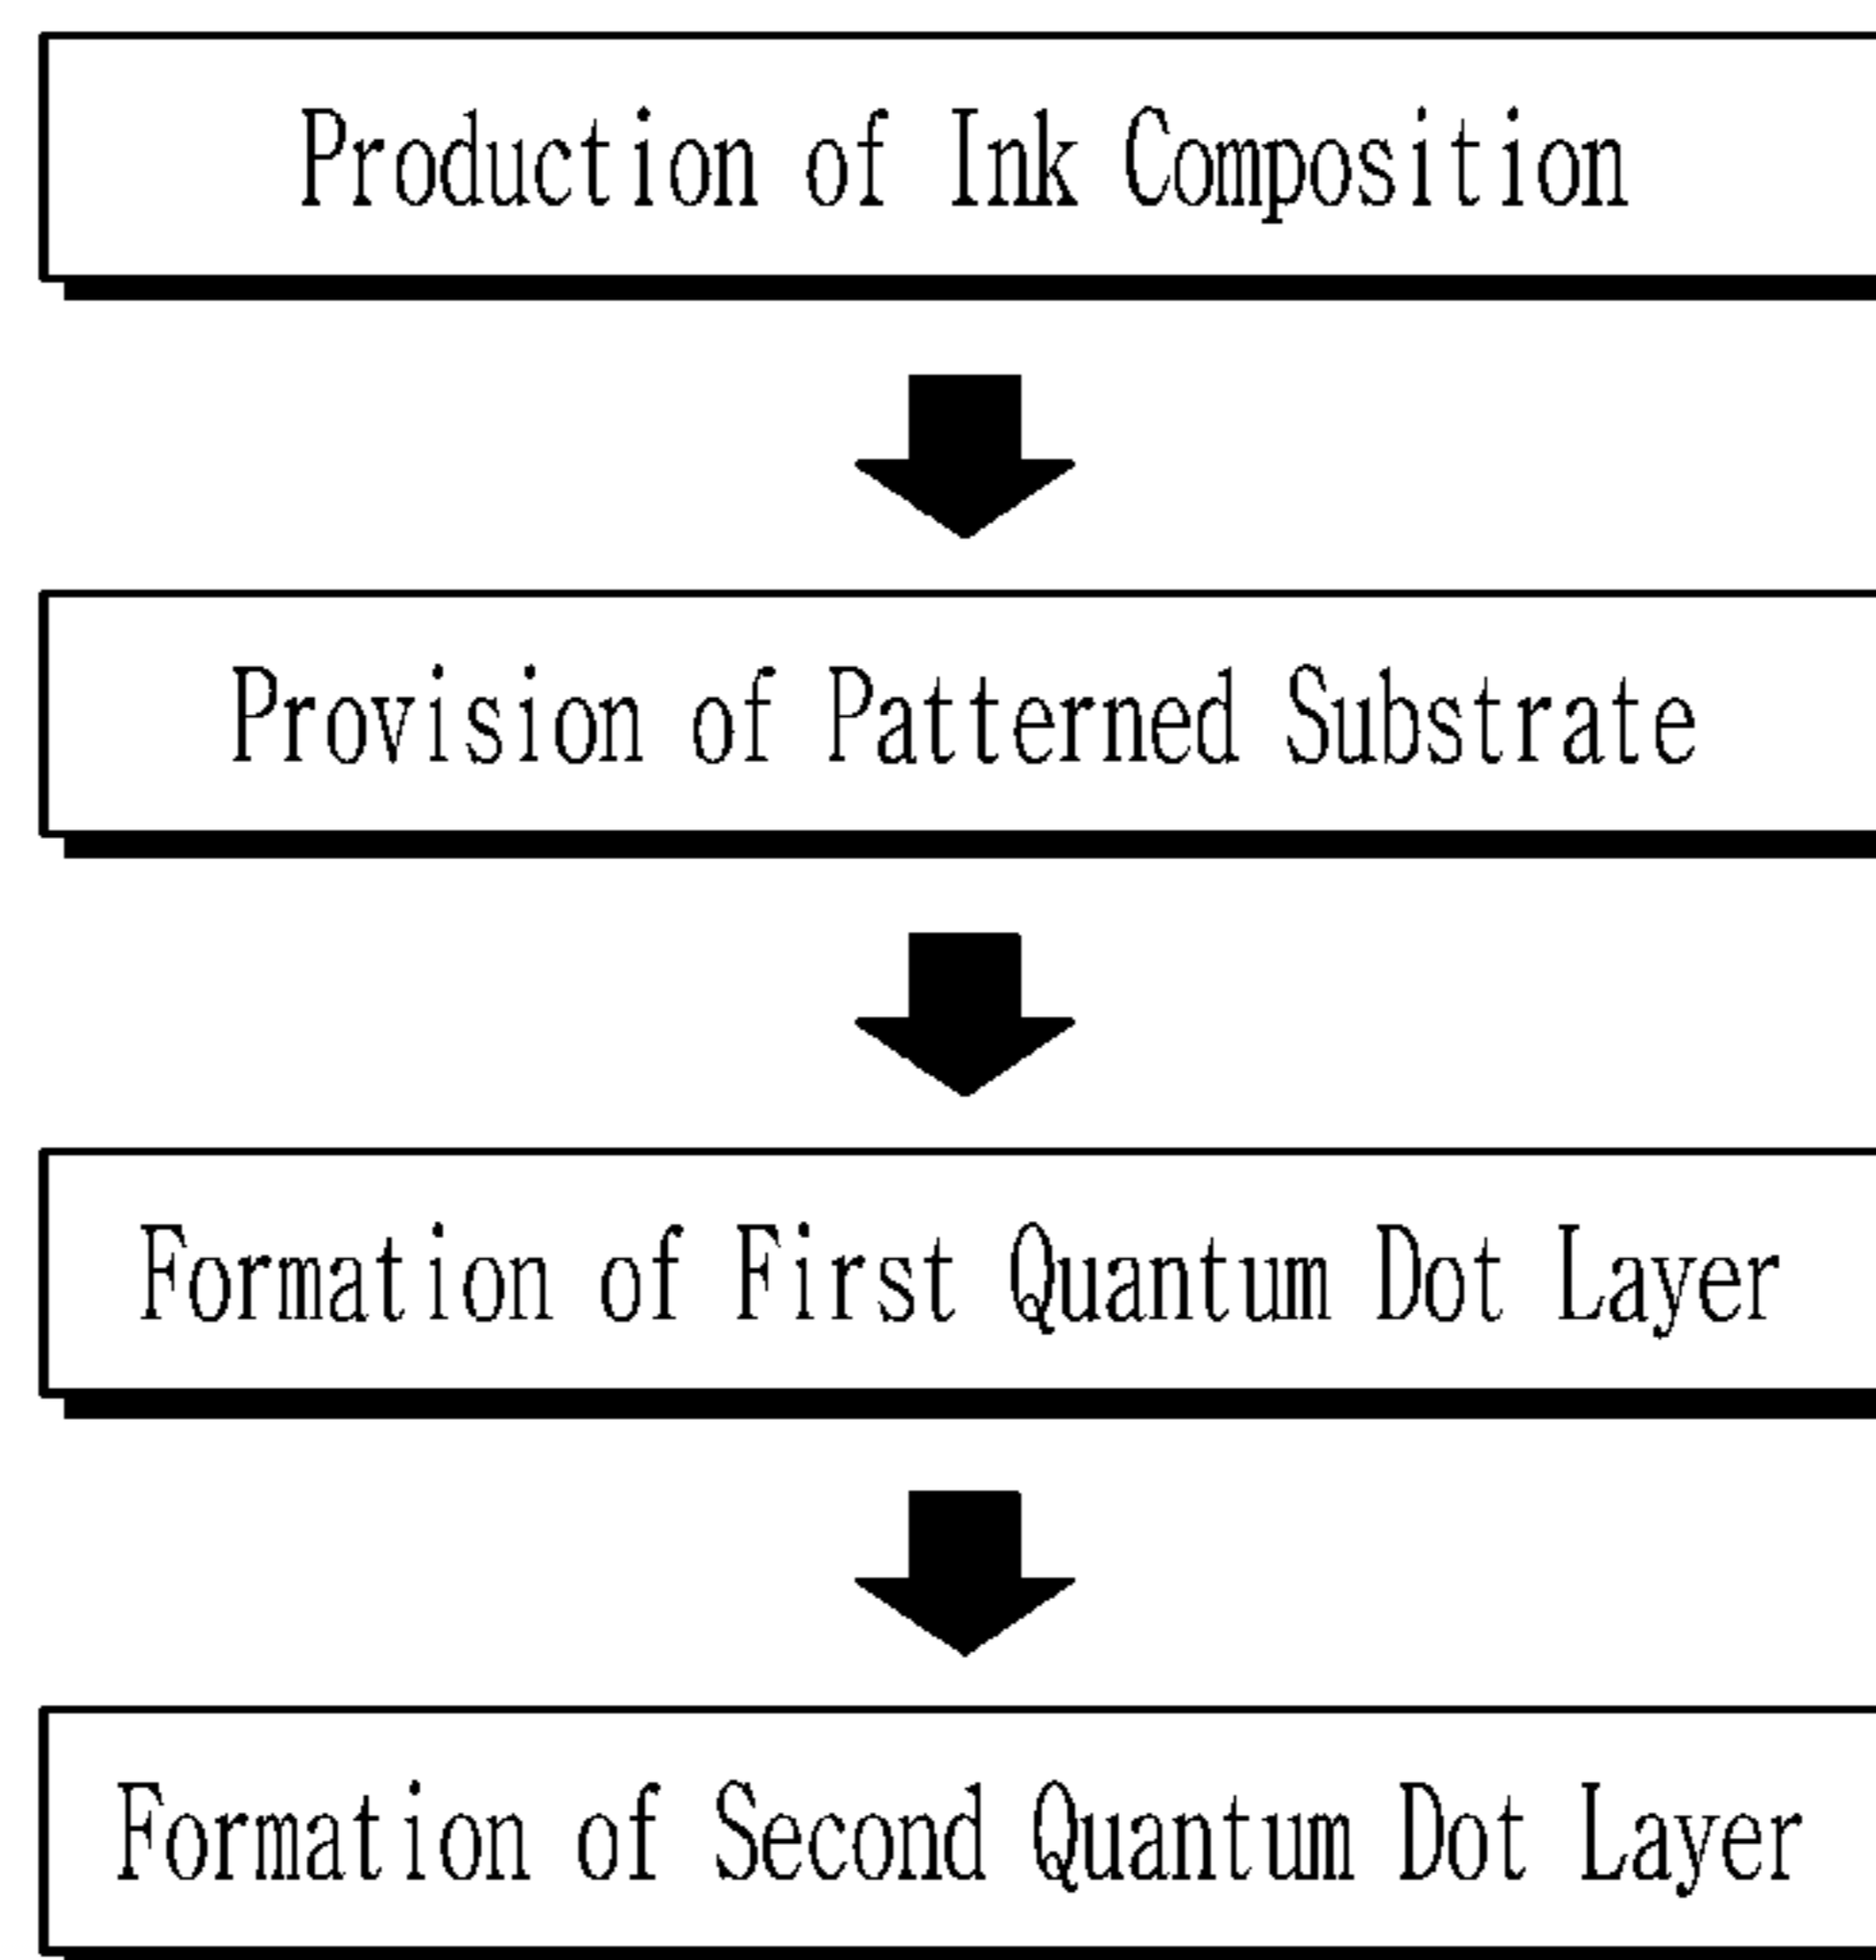 Production of Ink Composition
Provision of Patterned Substrate
Formation of First Quantum Dot Layer
Formation of Second Quantum Dot Layer